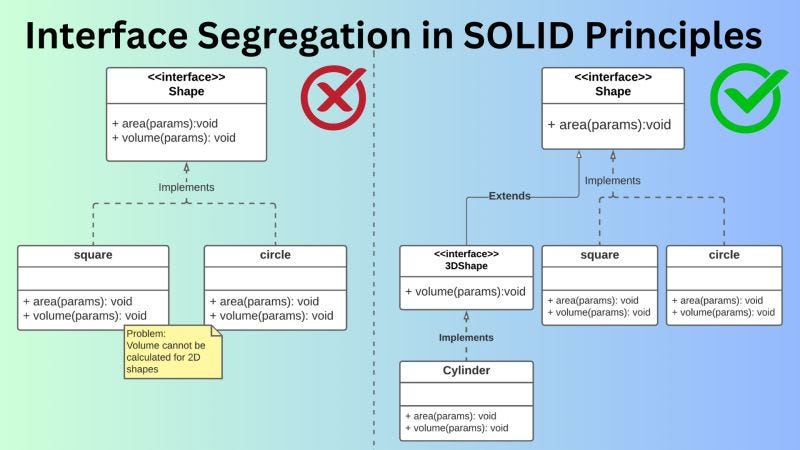 Interface Segregation in SOLID Principles
<<interface>>
Shape
+ area(params):void
+ volume(params): void
Implements
square
+ area(params): void
+ volume(params): void
circle
+ area(params): void
+ volume(params): void
Problem:
Volume cannot be
calculated for 2D
shapes
<<interface>>
Shape
+ area(params):void
Extends
Implements
<<interface>>
3DShape
+ volume(params):void
square
+ area(params): void
+ volume(params): void
circle
+ area(params): void
+ volume(params): void
Implements
Cylinder
+ area(params): void
+ volume(params): void